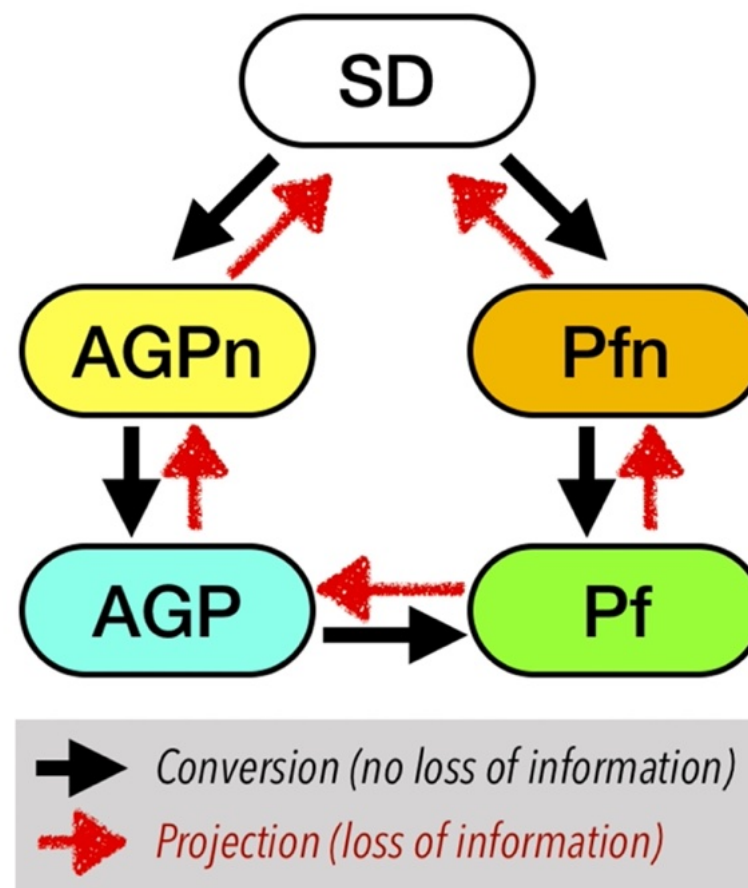 SD
AGPn
Pfn
AGP
Pf
Conversion (no loss of information)
Projection (loss of information)